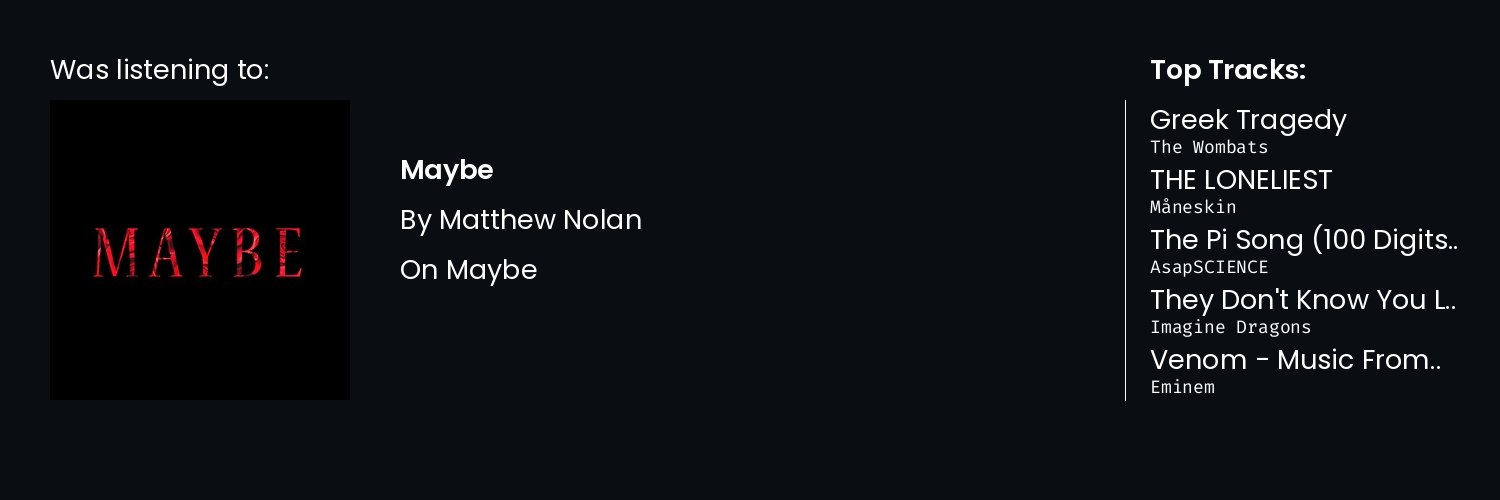 Was listening to:
MAYBE
Maybe
By Matthew Nolan
On Maybe
Top Tracks:
Greek Tragedy
The Wombats
THE LONELIEST
Måneskin
The Pi Song (100 Digits..
AsapSCIENCE
They Don't Know You L..
Imagine Dragons
Venom - Music From..
Eminem